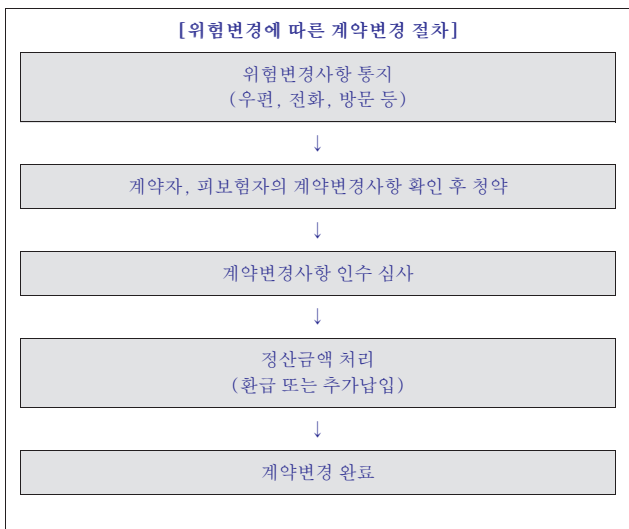 [위험변경에 따른 계약변경 절차]
위험변경사항 통지
(우편, 전화, 방문 등)
↓
계약자, 피보험자의 계약변경사항 확인 후 청약
↓
계약변경사항 인수 심사
↓
정산금액 처리
(환급 또는 추가납입)
↓
계약변경 완료